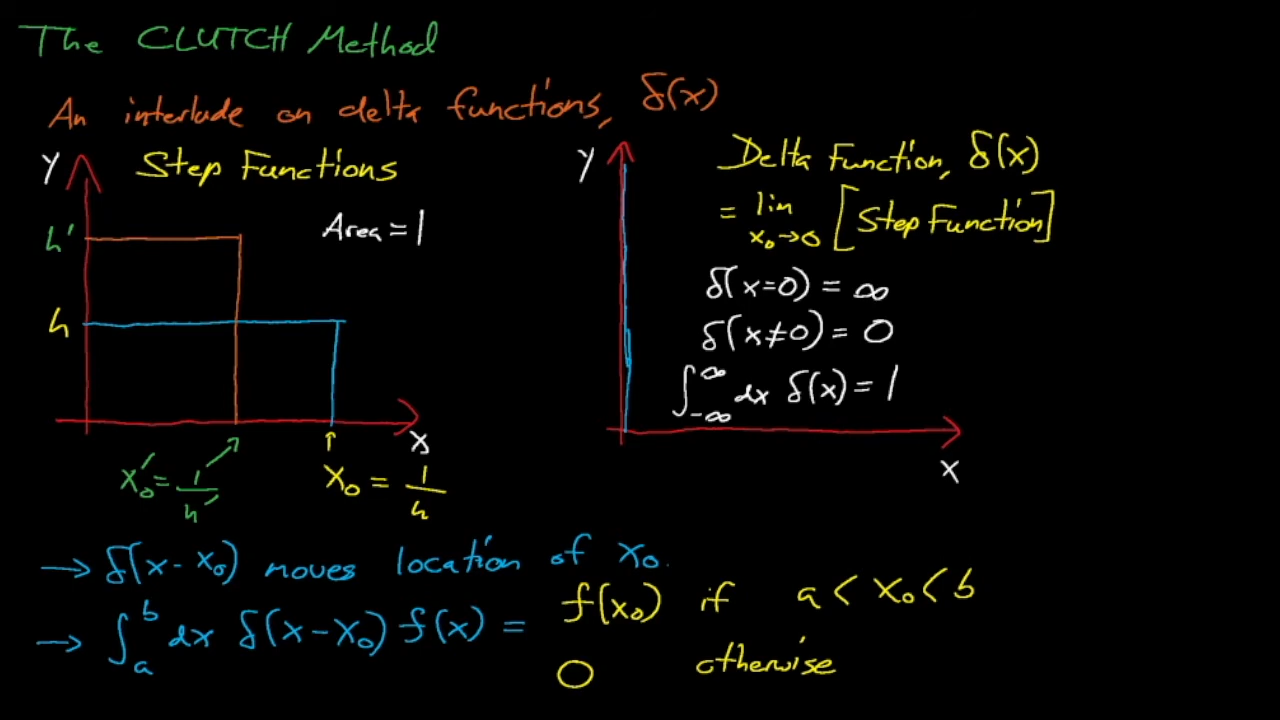 The CLUTCH Method
An interlude on delta functions, δ(x)
Y
Step Functions
h'
Area = 1
h
x
x₀' = 1/h'
x₀ = 1/h
Y
Delta Function, δ(x)
= lim x₀→0 [Step Function]
δ(x=0) = ∞
δ(x≠0) = 0
∫_{-∞}^{∞} dx δ(x) = 1
x
→ δ(x-x₀) moves location of x₀.
→ ∫_a^b dx δ(x-x₀) f(x) = f(x₀) if a < x₀ < b
0 otherwise